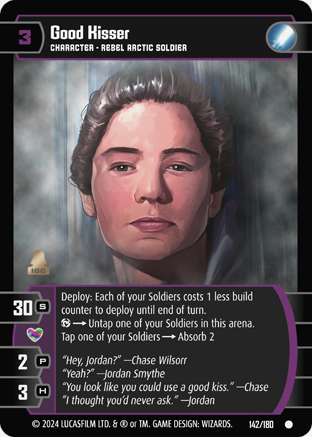 3
Good Kisser
CHARACTER • REBEL ARCTIC SOLDIER
30 S
2 P
3 H
Deploy: Each of your Soldiers costs 1 less build
counter to deploy until end of turn.
→ Untap one of your Soldiers in this arena.
Tap one of your Soldiers → Absorb 2
“Hey, Jordan?” —Chase Wilsorr
“Yeah?” —Jordan Smythe
“You look like you could use a good kiss.” —Chase
“I thought you’d never ask.” —Jordan
© 2024 LUCASFILM LTD. & ® or TM. GAME DESIGN: WIZARDS.
142/180